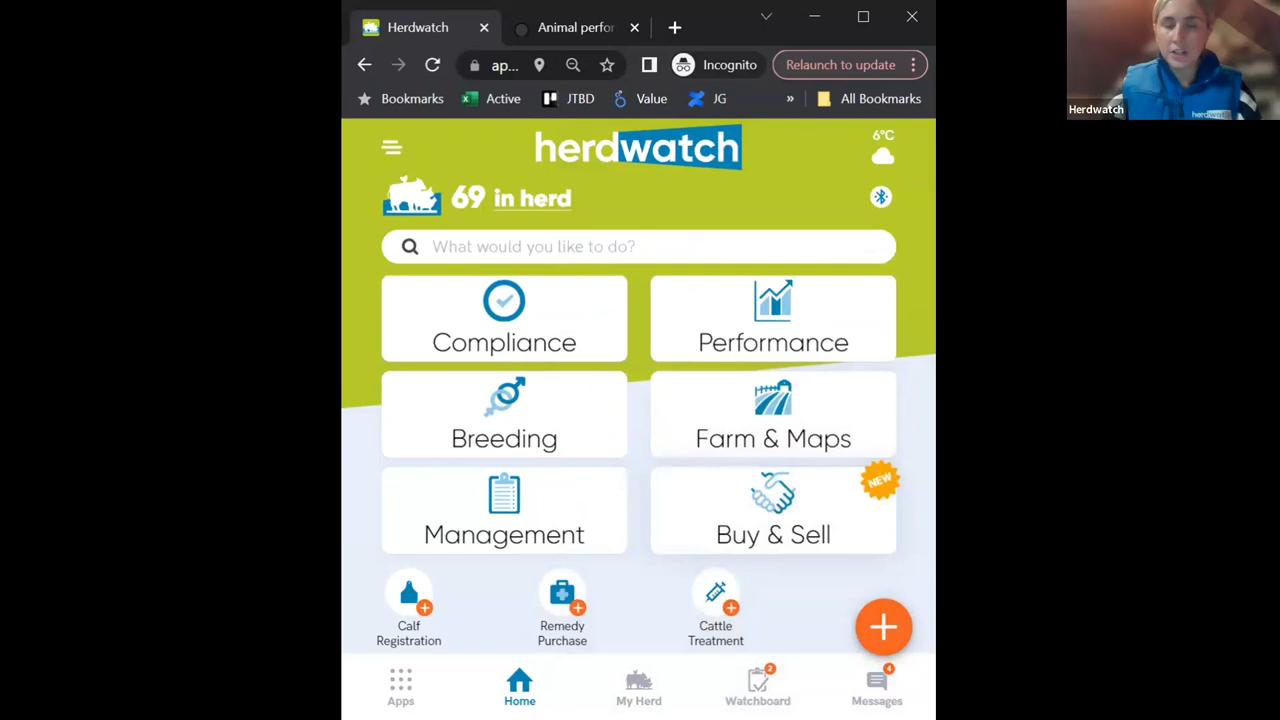 Herdwatch
Animal perfor
ap...
Incognito
Relaunch to update
Bookmarks
Active
JTBD
Value
JG
»
All Bookmarks
herdwatch
6°C
69 in herd
What would you like to do?
Compliance
Performance
Breeding
Farm & Maps
Management
NEW
Buy & Sell
Calf
Registration
Remedy
Purchase
Cattle
Treatment
Apps
Home
My Herd
2
Watchboard
4
Messages
herdwatch
Herdwatch